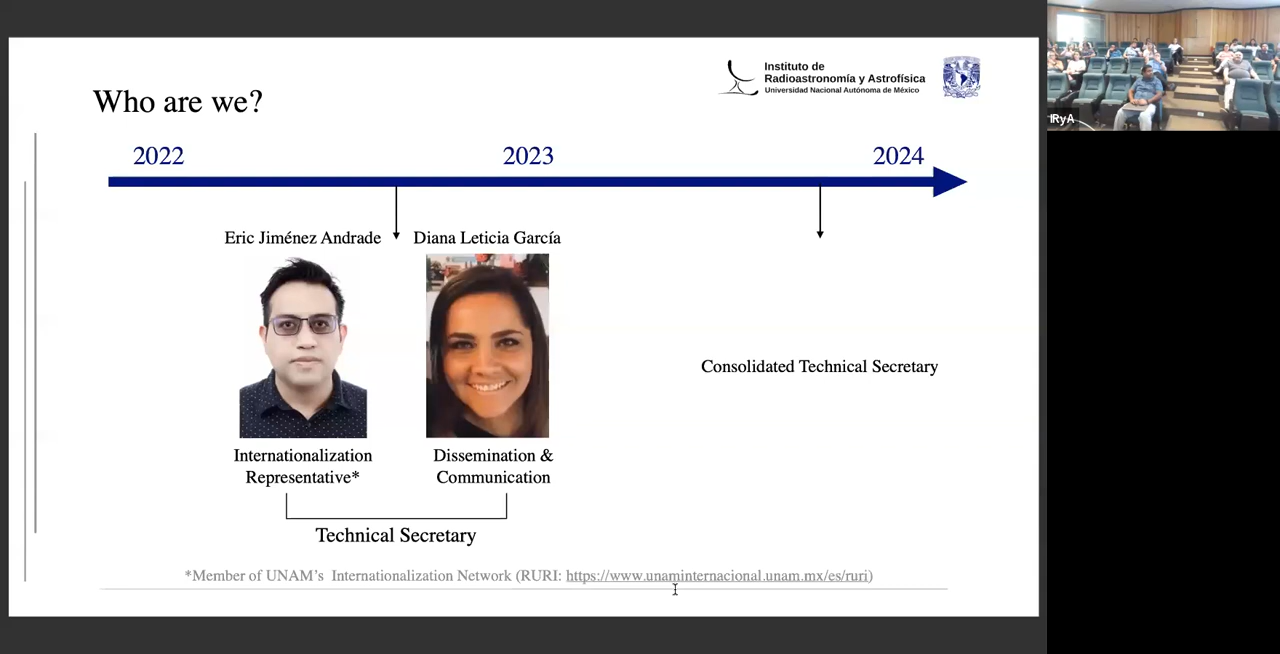 Instituto de
Radioastronomía y Astrofísica
Universidad Nacional Autónoma de México
Who are we?
IRyA
2022 2023 2024
Eric Jiménez Andrade Diana Leticia García
Consolidated Technical Secretary
Internationalization Representative*
Dissemination & Communication
Technical Secretary
*Member of UNAM’s Internationalization Network (RURI: https://www.unaminternacional.unam.mx/es/ruri)